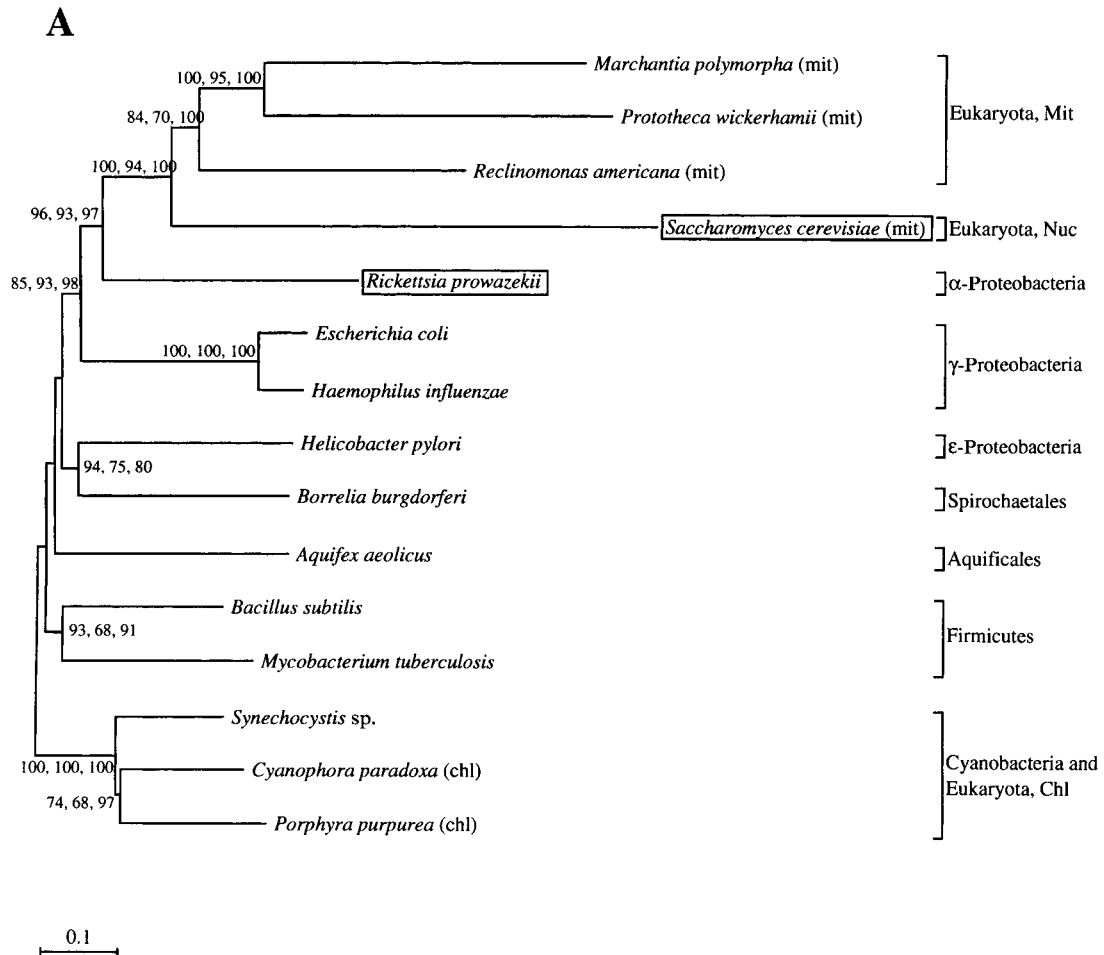 A
Marchantia polymorpha (mit)
100, 95, 100
Prototheca wickerhamii (mit)
Eukaryota, Mit
84, 70, 100
100, 94, 100
Reclinomonas americana (mit)
96, 93, 97
Saccharomyces cerevisiae (mit)
Eukaryota, Nuc
85, 93, 98
Rickettsia prowazekii
α-Proteobacteria
Escherichia coli
100, 100, 100
γ-Proteobacteria
Haemophilus influenzae
Helicobacter pylori
ε-Proteobacteria
94, 75, 80
Borrelia burgdorferi
Spirochaetales
Aquifex aeolicus
Aquificales
Bacillus subtilis
93, 68, 91
Firmicutes
Mycobacterium tuberculosis
Synechocystis sp.
100, 100, 100
Cyanophora paradoxa (chl)
Cyanobacteria and
Eukaryota, Chl
74, 68, 97
Porphyra purpurea (chl)
0.1